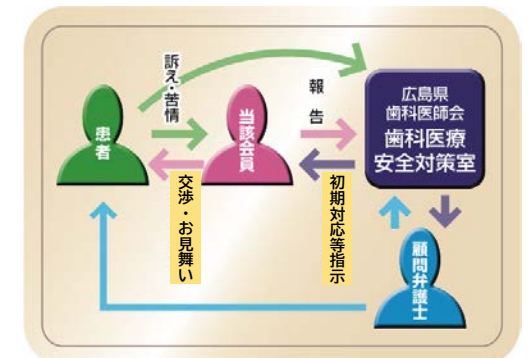 訴え・苦情
報告
患者
当該会員
広島県
歯科医師会
歯科医療
安全対策室
交渉・お見舞い
初期対応等指示
顧問弁護士